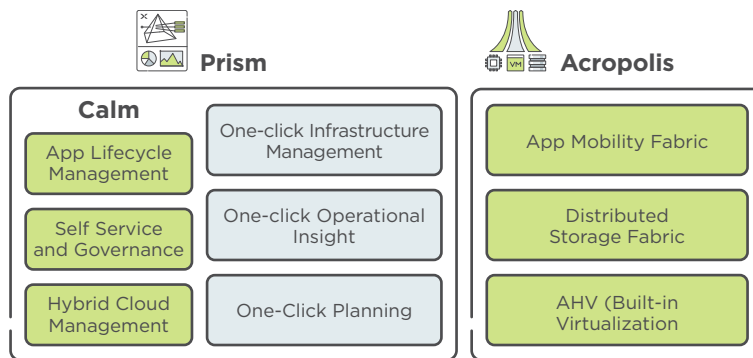 Prism
Acropolis
Calm
App Lifecycle
Management
Self Service
and Governance
Hybrid Cloud
Management
One-click Infrastructure
Management
One-click Operational
Insight
One-Click Planning
VM
App Mobility Fabric
Distributed
Storage Fabric
AHV (Built-in
Virtualization